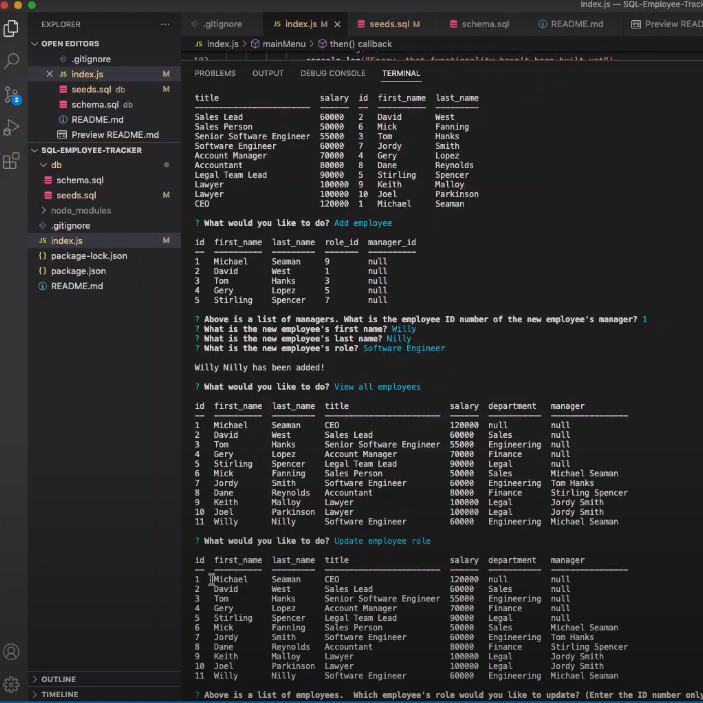 index.js — SQL-Employee-Tracker
EXPLORER
OPEN EDITORS
.gitignore
JS index.js M
seeds.sql db M
schema.sql db
README.md
Preview README.md
SQL-EMPLOYEE-TRACKER
db
schema.sql
seeds.sql M
node_modules
.gitignore
JS index.js M
package-lock.json
package.json
README.md
OUTLINE
TIMELINE
2
.gitignore
JS index.js M
seeds.sql M
schema.sql
README.md
Preview READ
JS index.js > mainMenu > then() callback
PROBLEMS OUTPUT DEBUG CONSOLE TERMINAL
title salary id first_name last_name
Sales Lead 60000 2 David West
Sales Person 50000 6 Mick Fanning
Senior Software Engineer 55000 3 Tom Hanks
Software Engineer 60000 7 Jordy Smith
Account Manager 70000 4 Gery Lopez
Accountant 80000 8 Dane Reynolds
Legal Team Lead 90000 5 Stirling Spencer
Lawyer 100000 9 Keith Malloy
Lawyer 100000 10 Joel Parkinson
CEO 120000 1 Michael Seaman
? What would you like to do? Add employee
id first_name last_name role_id manager_id
1 Michael Seaman 9 null
2 David West 1 null
3 Tom Hanks 3 null
4 Gery Lopez 5 null
5 Stirling Spencer 7 null
? Above is a list of managers. What is the employee ID number of the new employee's manager? 1
? What is the new employee's first name? Willy
? What is the new employee's last name? Nilly
? What is the new employee's role? Software Engineer
Willy Nilly has been added!
? What would you like to do? View all employees
id first_name last_name title salary department manager
1 Michael Seaman CEO 120000 null null
2 David West Sales Lead 60000 Sales null
3 Tom Hanks Senior Software Engineer 55000 Engineering null
4 Gery Lopez Account Manager 70000 Finance null
5 Stirling Spencer Legal Team Lead 90000 Legal null
6 Mick Fanning Sales Person 50000 Sales Michael Seaman
7 Jordy Smith Software Engineer 60000 Engineering Tom Hanks
8 Dane Reynolds Accountant 80000 Finance Stirling Spencer
9 Keith Malloy Lawyer 100000 Legal Jordy Smith
10 Joel Parkinson Lawyer 100000 Legal Jordy Smith
11 Willy Nilly Software Engineer 60000 Engineering Michael Seaman
? What would you like to do? Update employee role
id first_name last_name title salary department manager
1 Michael Seaman CEO 120000 null null
2 David West Sales Lead 60000 Sales null
3 Tom Hanks Senior Software Engineer 55000 Engineering null
4 Gery Lopez Account Manager 70000 Finance null
5 Stirling Spencer Legal Team Lead 90000 Legal null
6 Mick Fanning Sales Person 50000 Sales Michael Seaman
7 Jordy Smith Software Engineer 60000 Engineering Tom Hanks
8 Dane Reynolds Accountant 80000 Finance Stirling Spencer
9 Keith Malloy Lawyer 100000 Legal Jordy Smith
10 Joel Parkinson Lawyer 100000 Legal Jordy Smith
11 Willy Nilly Software Engineer 60000 Engineering Michael Seaman
? Above is a list of employees. Which employee's role would you like to update? (Enter the ID number only